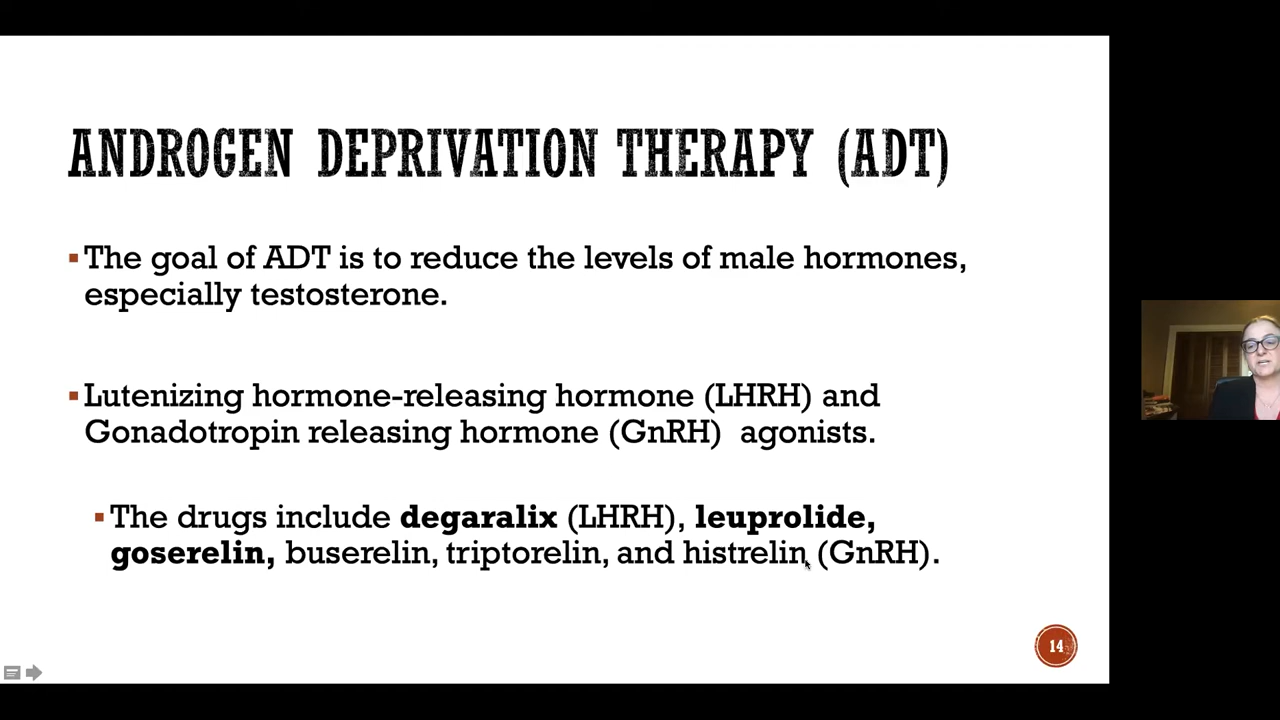 ANDROGEN DEPRIVATION THERAPY (ADT)
The goal of ADT is to reduce the levels of male hormones,
especially testosterone.
Lutenizing hormone-releasing hormone (LHRH) and
Gonadotropin releasing hormone (GnRH) agonists.
The drugs include degaralix (LHRH), leuprolide,
goserelin, buserelin, triptorelin, and histrelin (GnRH).
14